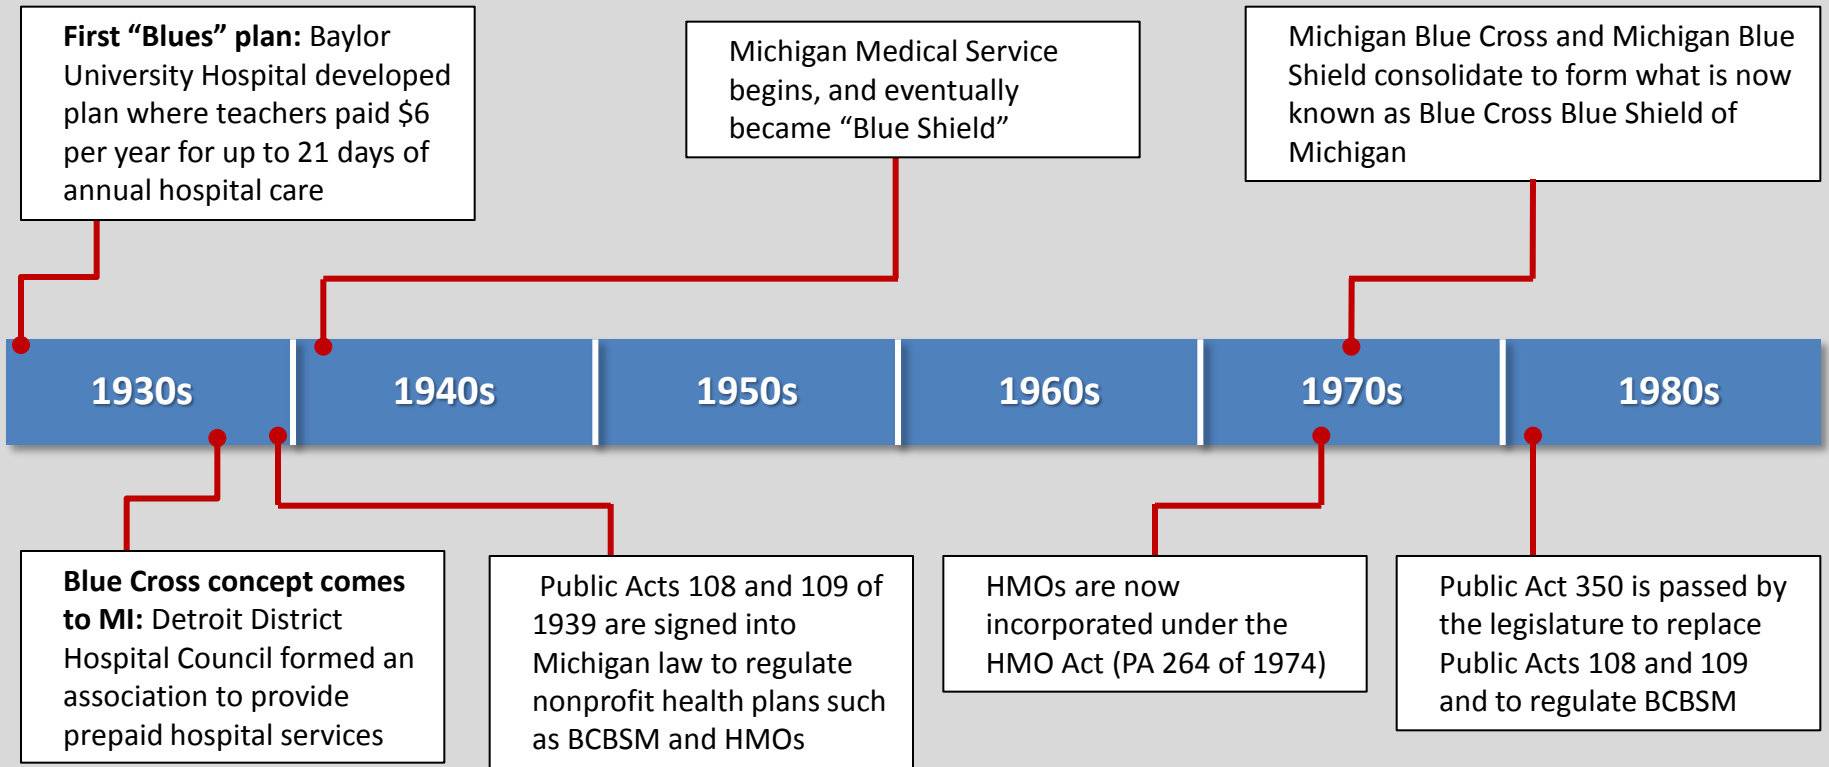 First “Blues” plan: Baylor
University Hospital developed
plan where teachers paid $6
per year for up to 21 days of
annual hospital care
Michigan Medical Service
begins, and eventually
became “Blue Shield”
Michigan Blue Cross and Michigan Blue
Shield consolidate to form what is now
known as Blue Cross Blue Shield of
Michigan
1930s
1940s
1950s
1960s
1970s
1980s
Blue Cross concept comes
to MI: Detroit District
Hospital Council formed an
association to provide
prepaid hospital services
Public Acts 108 and 109 of
1939 are signed into
Michigan law to regulate
nonprofit health plans such
as BCBSM and HMOs
HMOs are now
incorporated under the
HMO Act (PA 264 of 1974)
Public Act 350 is passed by
the legislature to replace
Public Acts 108 and 109
and to regulate BCBSM